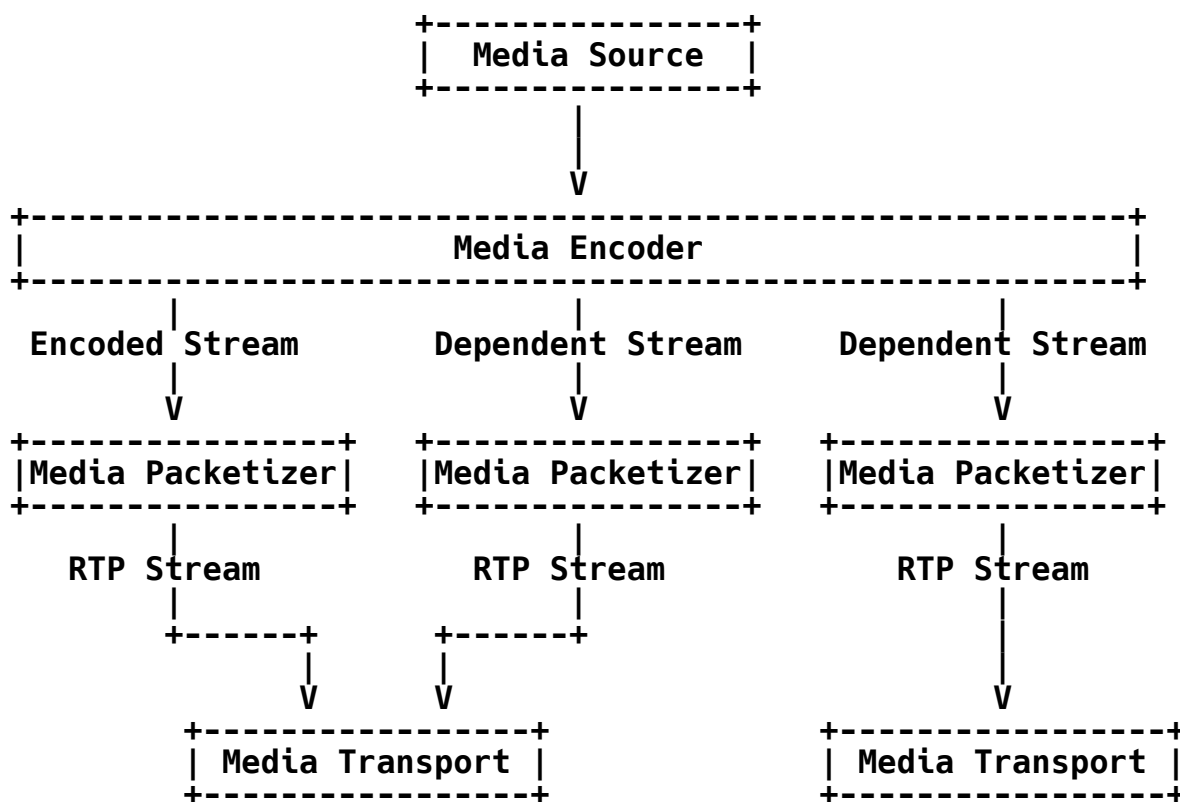 Media Source
Media Encoder
Encoded Stream Dependent Stream Dependent Stream
Media Packetizer Media Packetizer Media Packetizer
RTP Stream RTP Stream RTP Stream
Media Transport Media Transport